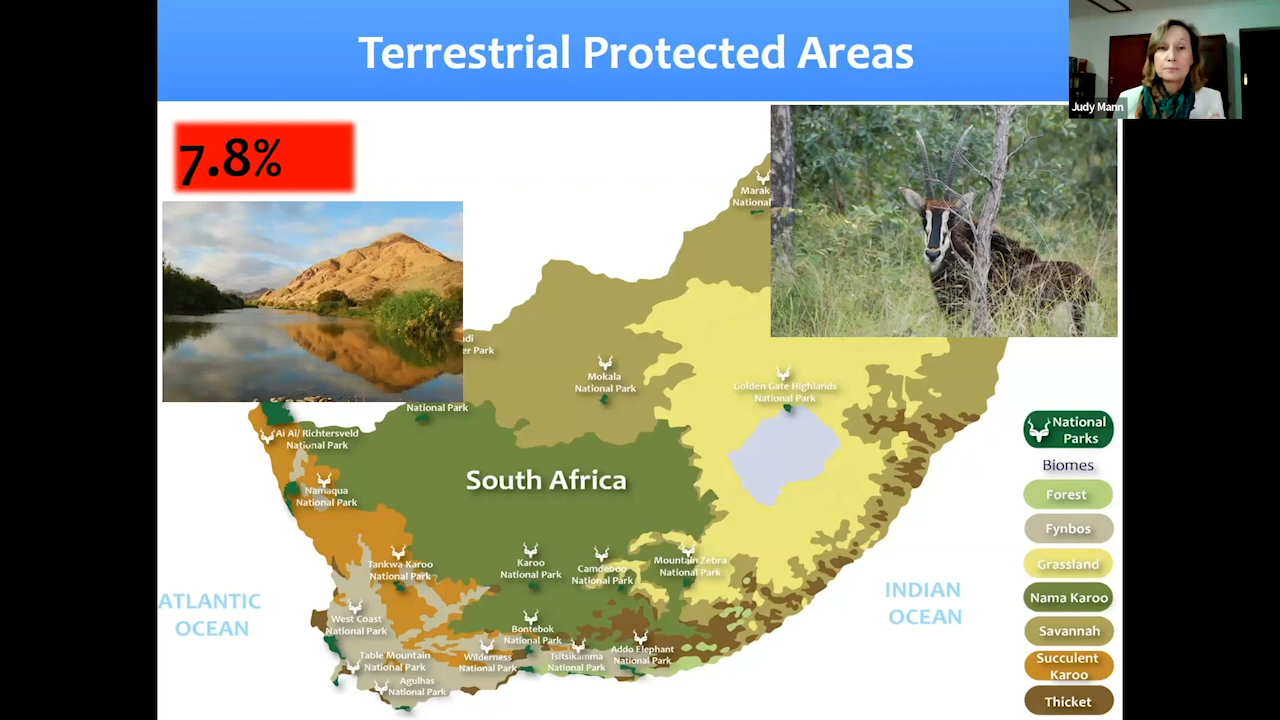 Terrestrial Protected Areas
Judy Mann
7.8%
Marak
National
er Park
Mokala
National Park
Golden Gate Highlands
National Park
National Park
Ai Ai/ Richtersveld
National Park
National
Parks
Biomes
South Africa
Namaqua
National Park
Forest
Fynbos
Tankwa Karoo
National Park
Karoo
National Park
Camdeboo
National Park
Mountain Zebra
National Park
Grassland
Nama Karoo
ATLANTIC
OCEAN
INDIAN
OCEAN
West Coast
National Park
Bontebok
National Park
Savannah
Table Mountain
National Park
Wilderness
National Park
Tsitsikamma
National Park
Addo Elephant
National Park
Succulent
Karoo
Agulhas
National Park
Thicket